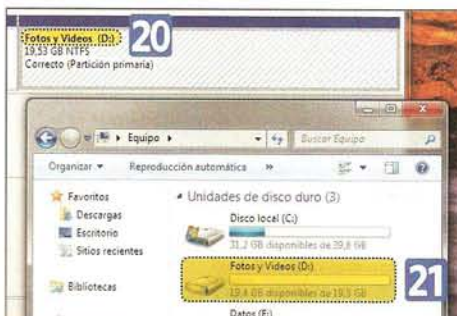 Fotos y Videos (D:)
20
19,53 GB NTFS
Correcto (Partición primaria)
Equipo
Buscar Equipo
Organizar
Reproducción automática
»
Favoritos
Descargas
Escritorio
Sitios recientes
Bibliotecas
Unidades de disco duro (3)
Disco local (C:)
31,2 GB disponibles de 39,8 GB
Fotos y Videos (D:)
19,4 GB disponibles de 19,5 GB
21
Datos (E:)